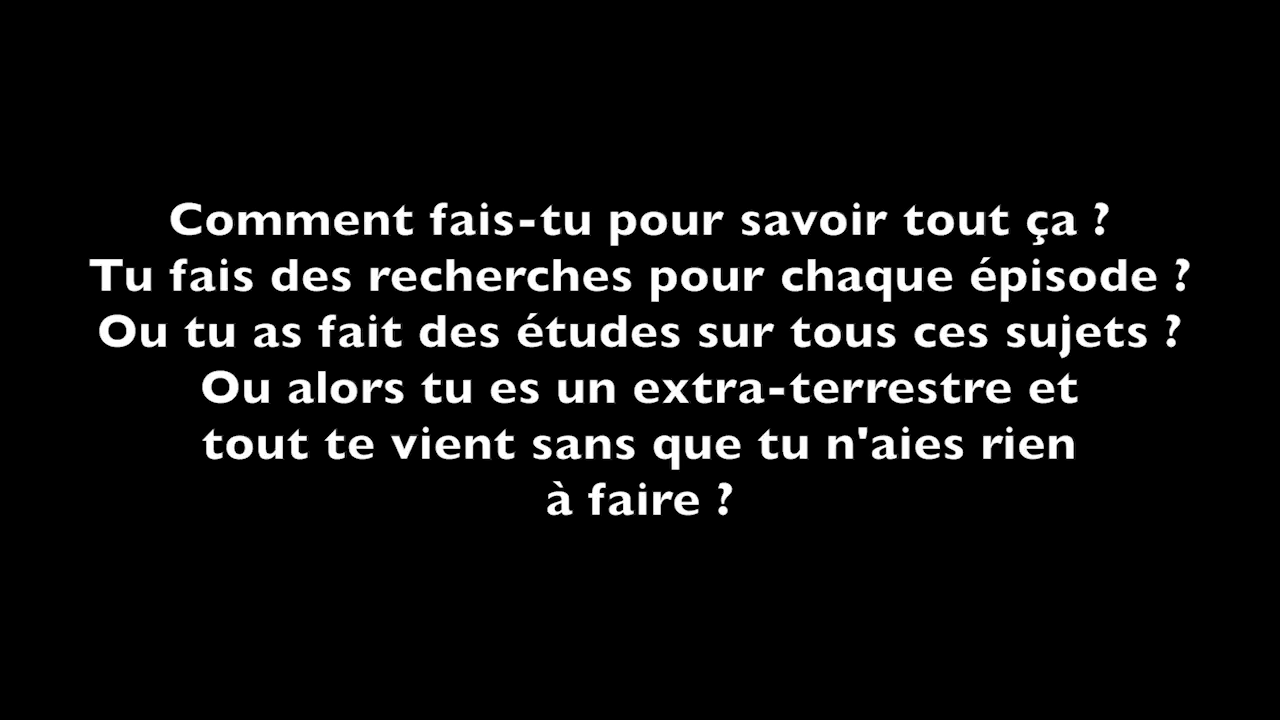 Comment fais-tu pour savoir tout ça ?
Tu fais des recherches pour chaque épisode ?
Ou tu as fait des études sur tous ces sujets ?
Ou alors tu es un extra-terrestre et
tout te vient sans que tu n'aies rien
à faire ?